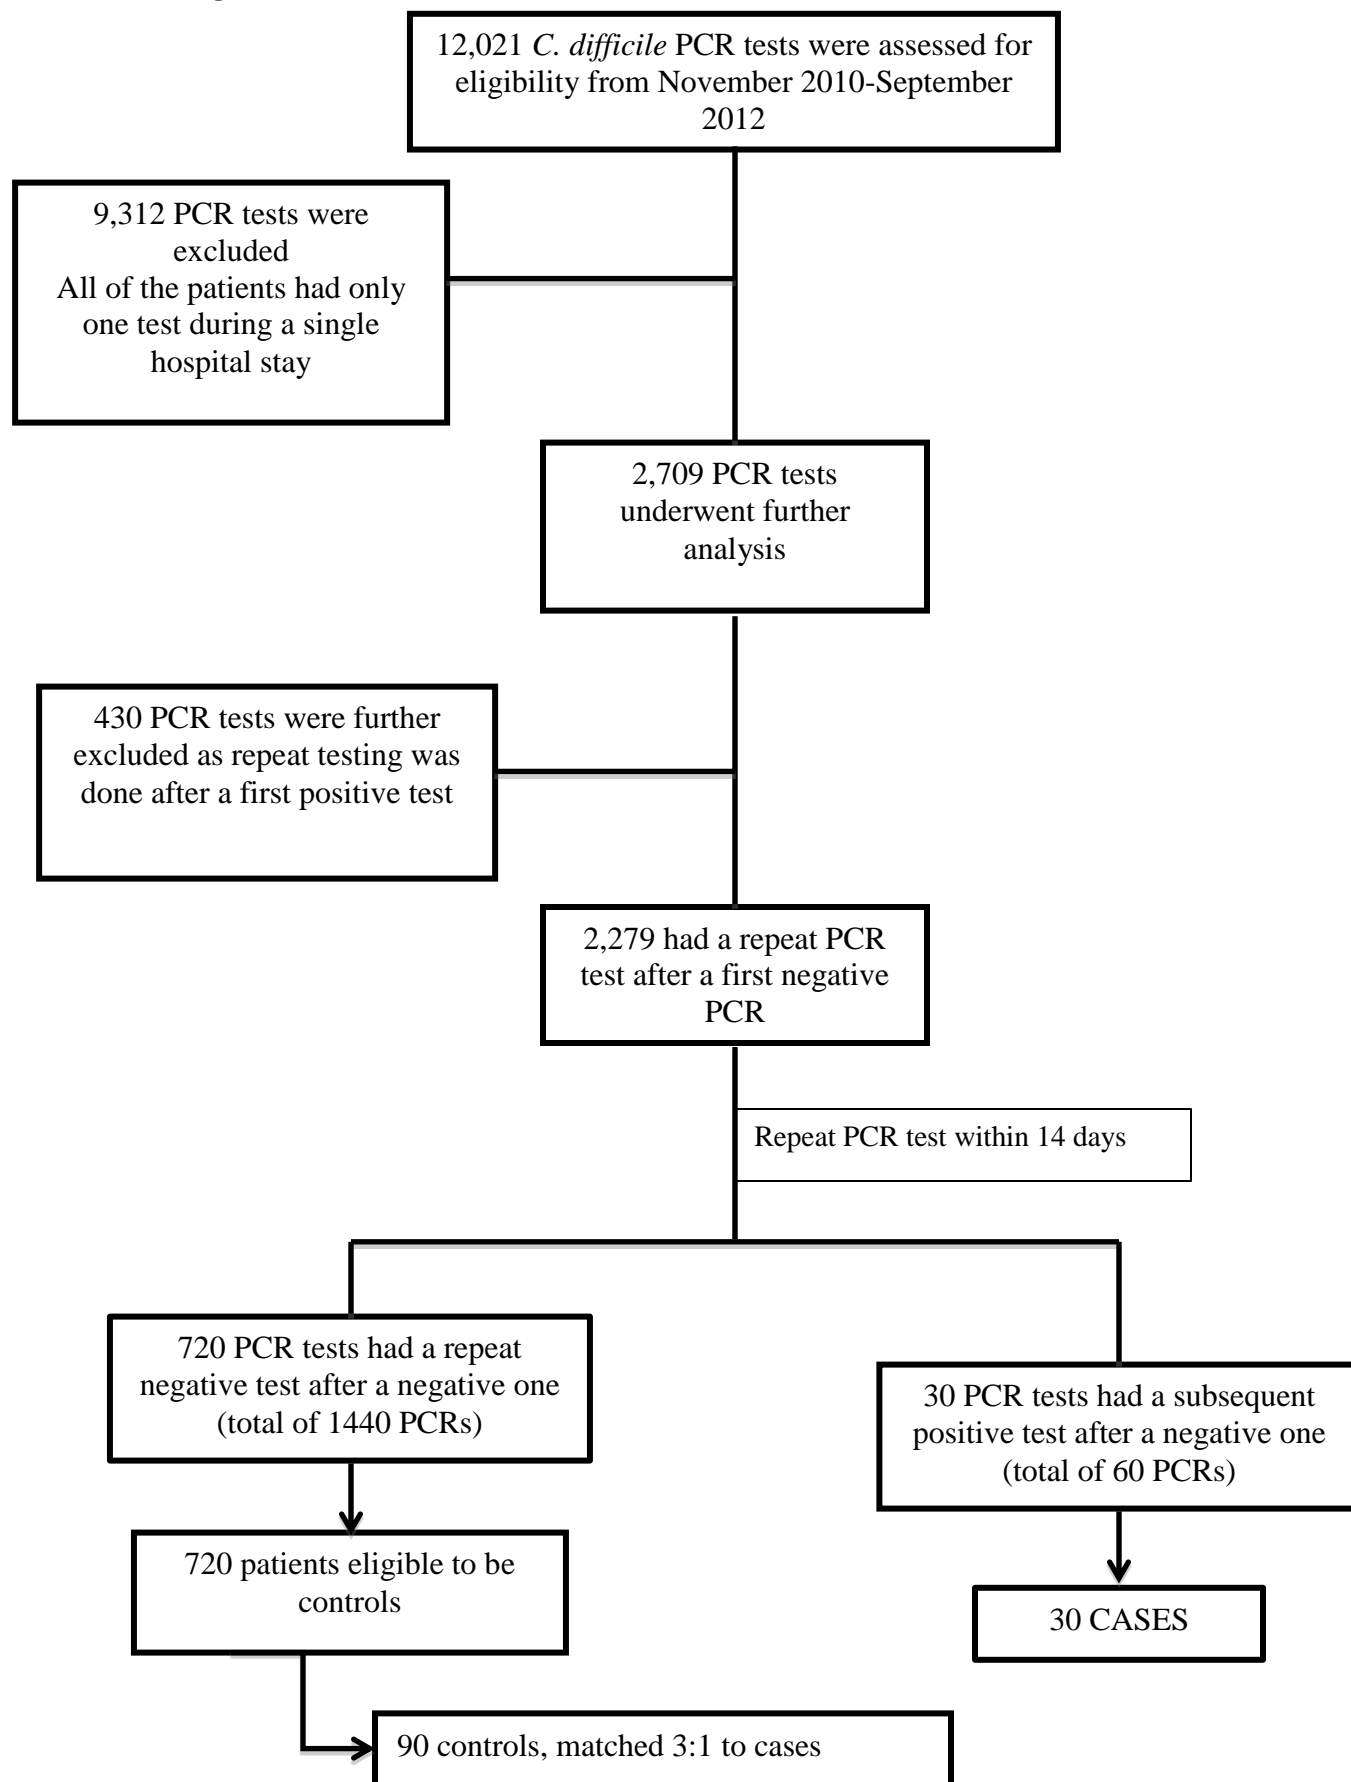 12,021 C. difficile PCR tests were assessed for
eligibility from November 2010-September
2012
9,312 PCR tests were
excluded
All of the patients had only
one test during a single
hospital stay
2,709 PCR tests
underwent further
analysis
430 PCR tests were further
excluded as repeat testing was
done after a first positive test
2,279 had a repeat PCR
test after a first negative
PCR
Repeat PCR test within 14 days
720 PCR tests had a repeat
negative test after a negative one
(total of 1440 PCRs)
30 PCR tests had a subsequent
positive test after a negative one
(total of 60 PCRs)
720 patients eligible to be
controls
30 CASES
90 controls, matched 3:1 to cases